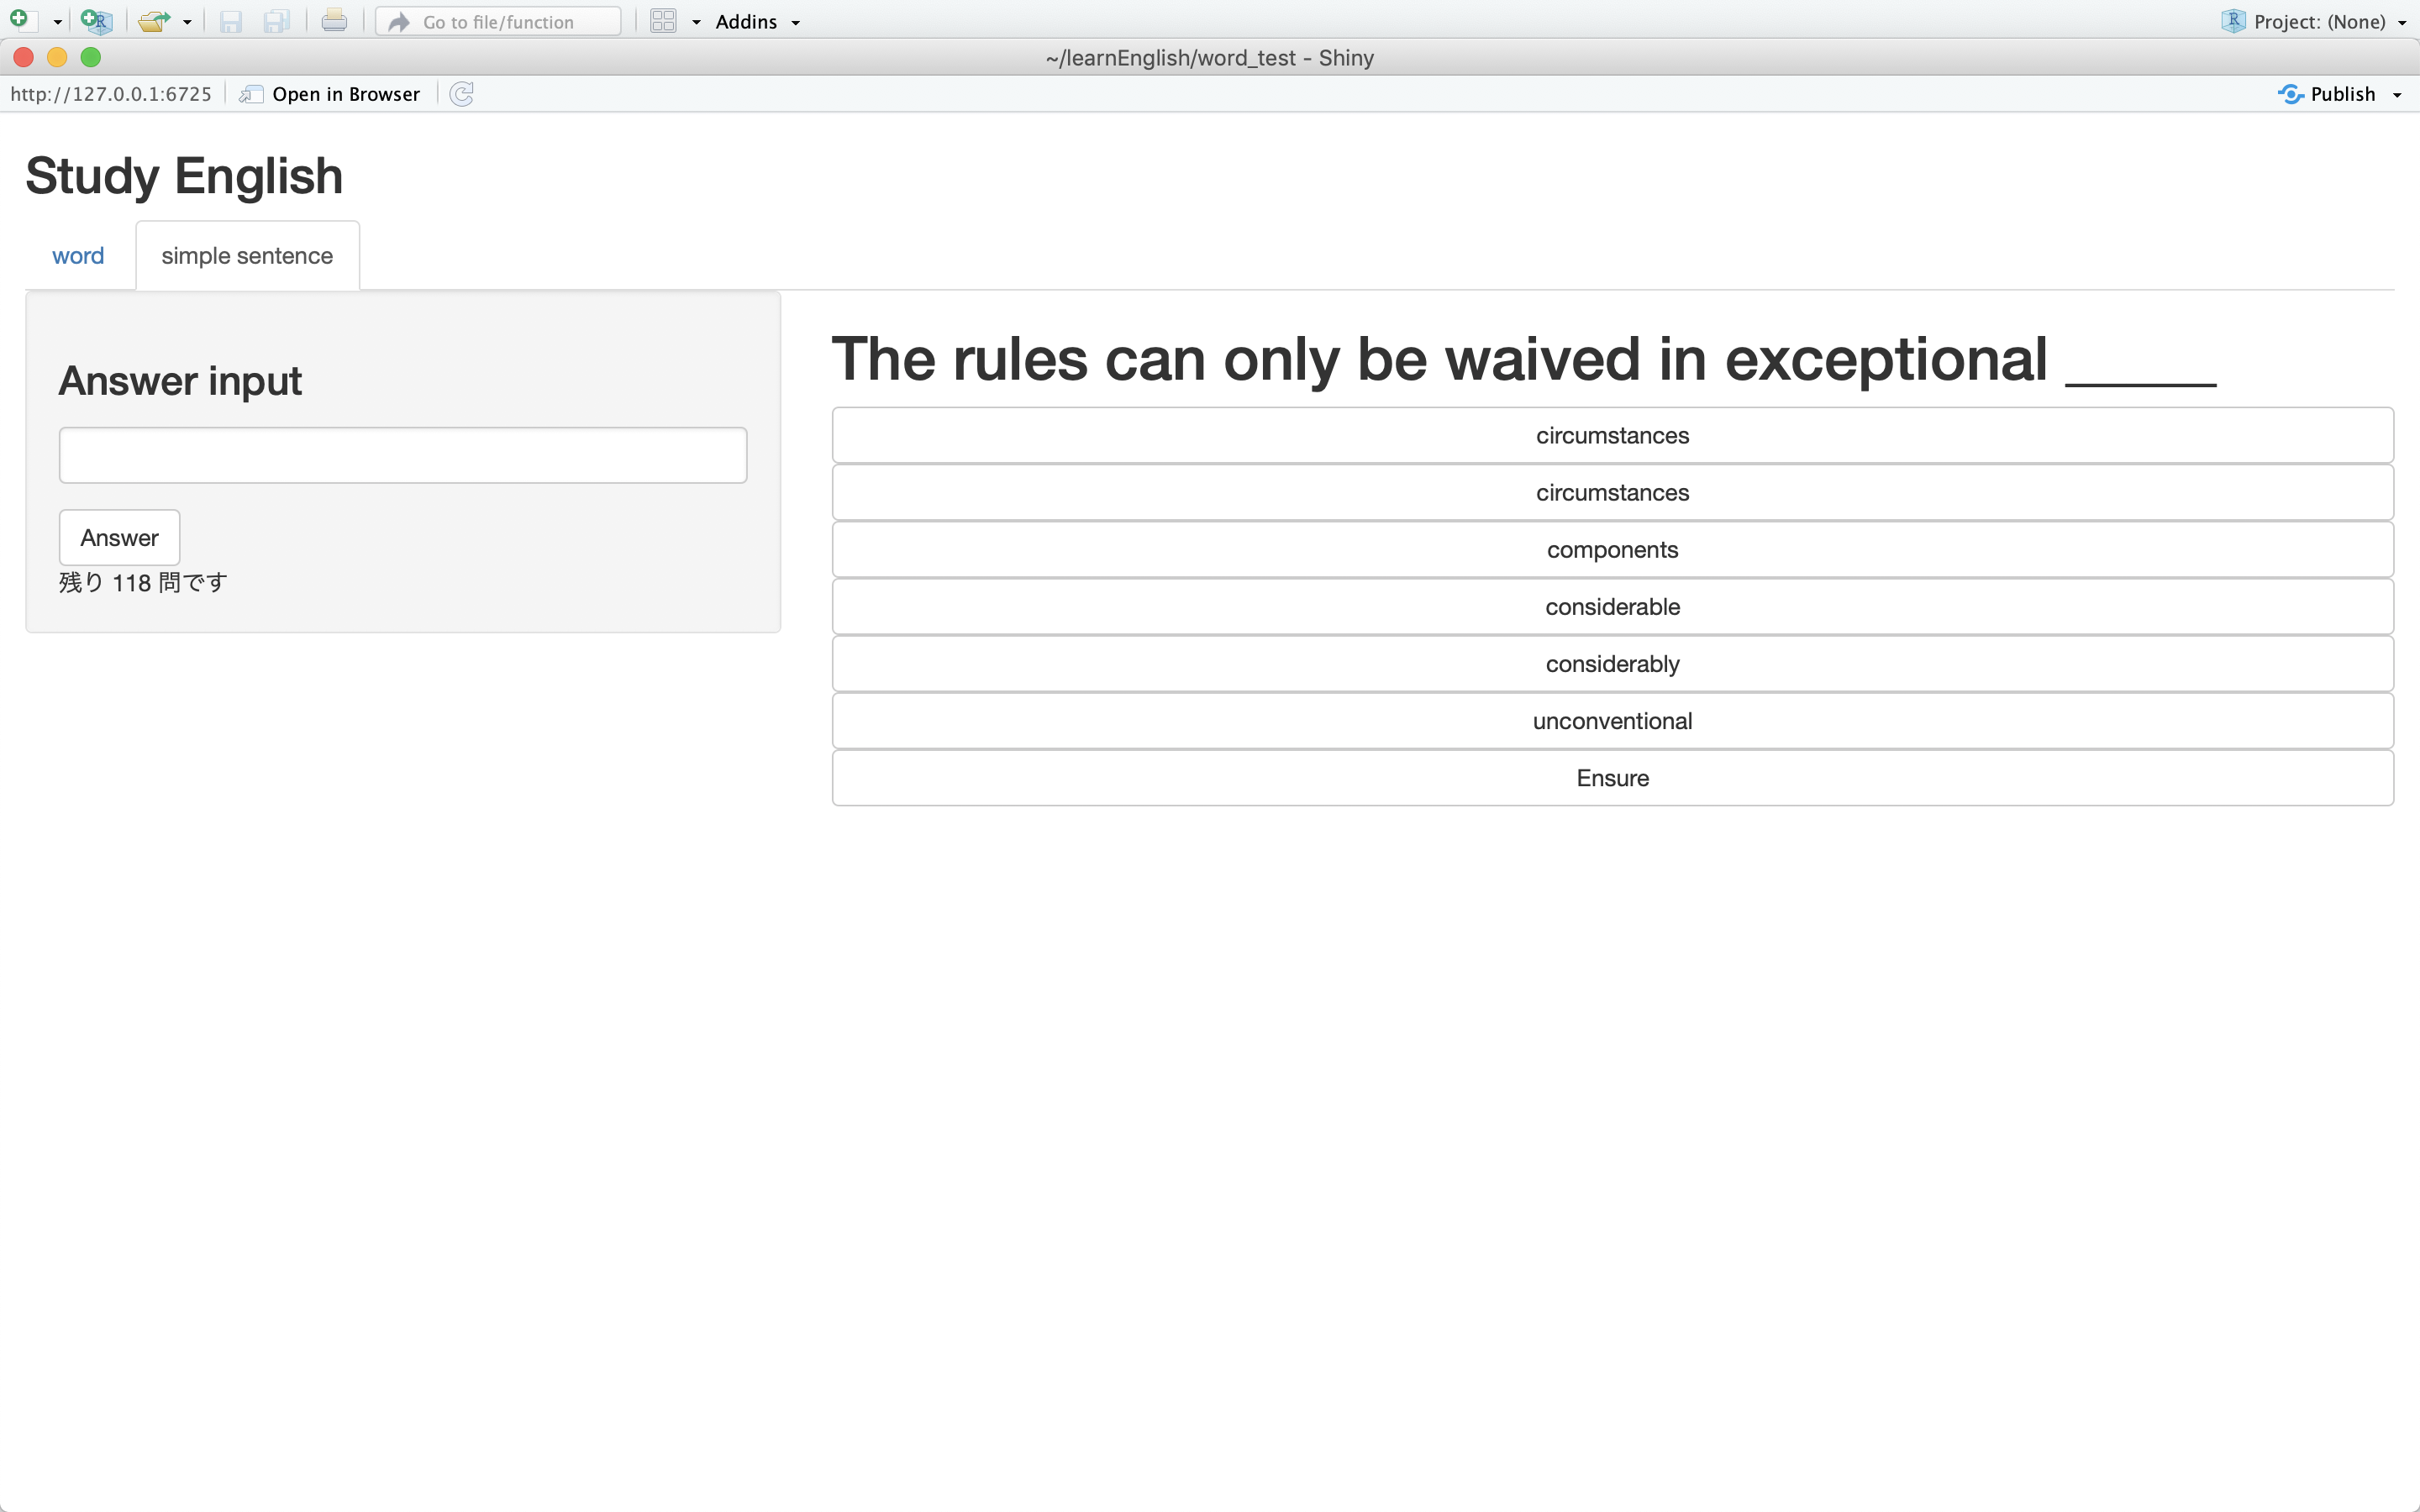 Go to file/function
Addins
Project: (None)
~/learnEnglish/word_test - Shiny
http://127.0.0.1:6725
Open in Browser
Publish
Study English
word
simple sentence
Answer input
Answer
残り 118 問です
The rules can only be waived in exceptional _____
circumstances
circumstances
components
considerable
considerably
unconventional
Ensure